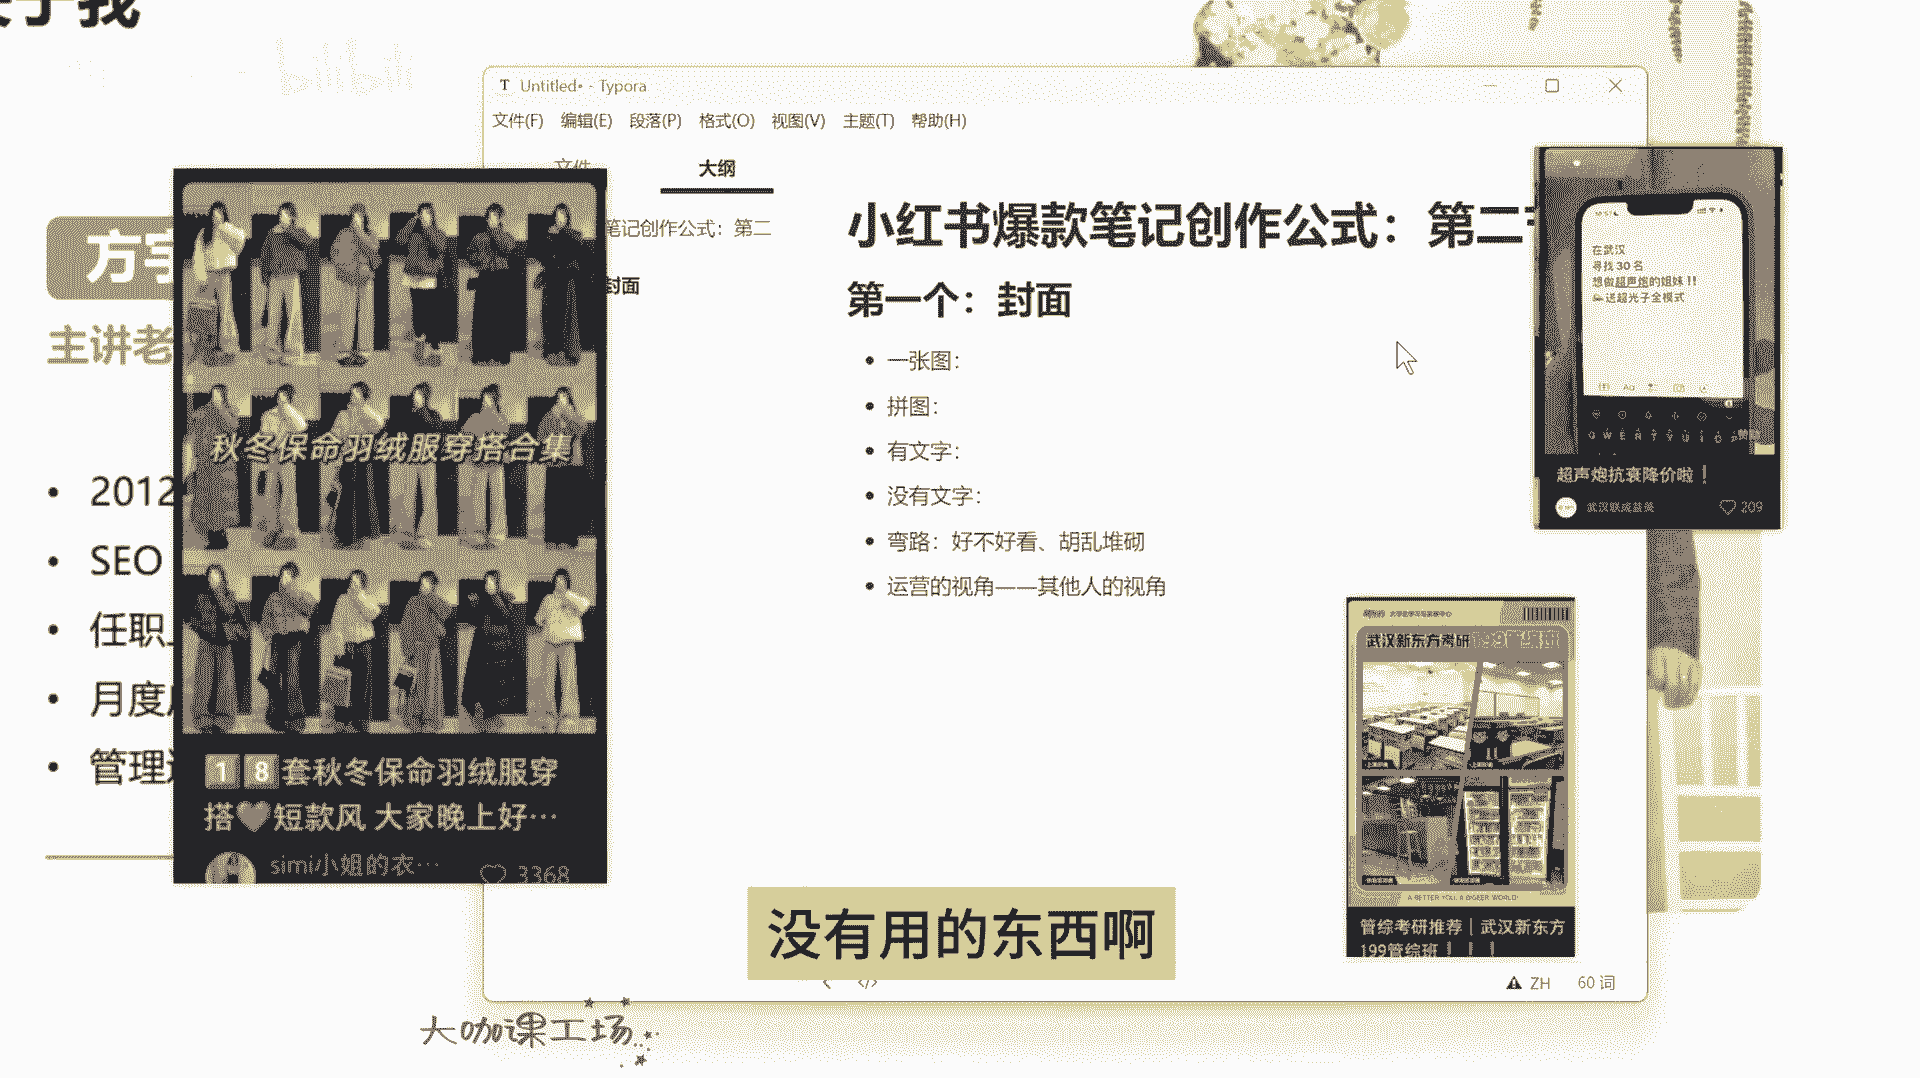 关于我
bilibili
T Untitled• - Typora
文件(F) 编辑(E) 段落(P) 格式(O) 视图(V) 主题(T) 帮助(H)
文件 大纲
笔记创作公式：第二
封面
小红书爆款笔记创作公式：第二
第一个：封面
• 一张图：
• 拼图：
• 有文字：
• 没有文字：
• 弯路：好不好看、胡乱堆砌
• 运营的视角——其他人的视角
主讲老
• 2012
• SEO
• 任职
• 月度
• 管理
秋冬保命羽绒服穿搭合集
18套秋冬保命羽绒服穿
搭🖤短款风 大家晚上好…
simi小姐的衣…
3368
在武汉
寻找 30 名
想做超声炮的姐妹!!
送超光子全模式
超声炮抗衰降价啦！
武汉联成益美
209
武汉新东方考研
A BETTER YOU, A BIGGER WORLD
管综考研推荐｜武汉新东方
199管综班！！！
没有用的东西啊
ZH 60 词
大咖课工场